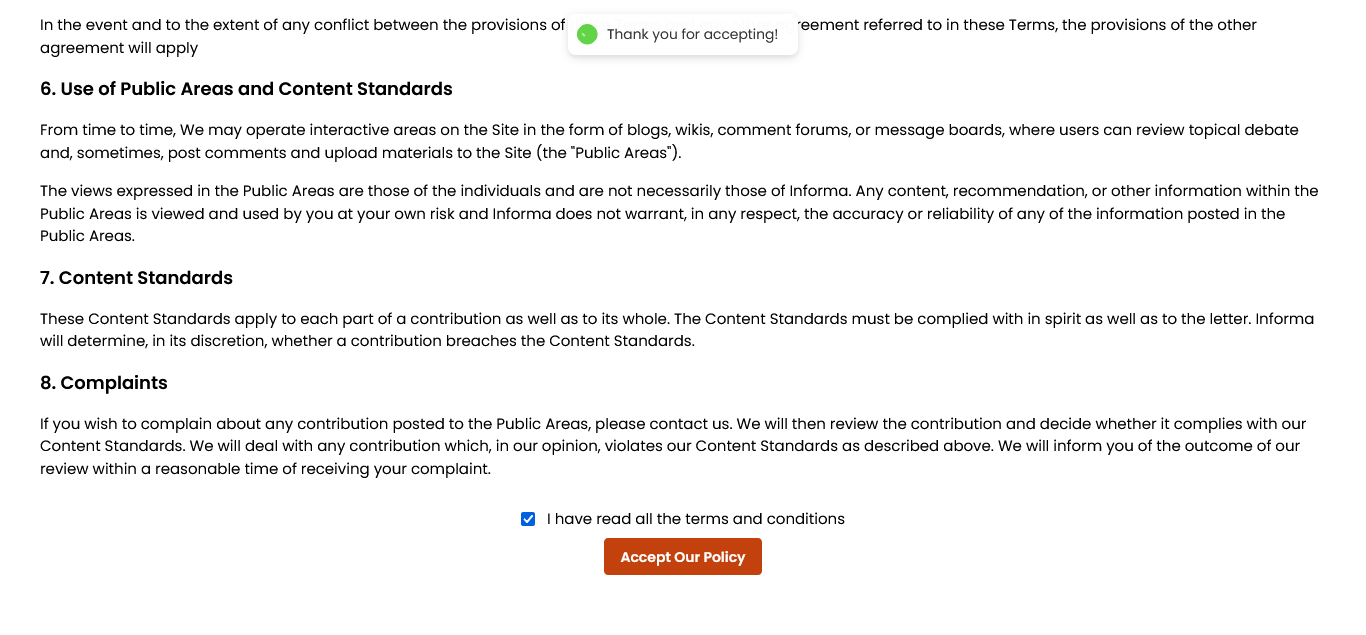 In the event and to the extent of any conflict between the provisions of
Thank you for accepting!
reement referred to in these Terms, the provisions of the other
agreement will apply
6. Use of Public Areas and Content Standards
From time to time, We may operate interactive areas on the Site in the form of blogs, wikis, comment forums, or message boards, where users can review topical debate
and, sometimes, post comments and upload materials to the Site (the "Public Areas").
The views expressed in the Public Areas are those of the individuals and are not necessarily those of Informa. Any content, recommendation, or other information within the
Public Areas is viewed and used by you at your own risk and Informa does not warrant, in any respect, the accuracy or reliability of any of the information posted in the
Public Areas.
7. Content Standards
These Content Standards apply to each part of a contribution as well as to its whole. The Content Standards must be complied with in spirit as well as to the letter. Informa
will determine, in its discretion, whether a contribution breaches the Content Standards.
8. Complaints
If you wish to complain about any contribution posted to the Public Areas, please contact us. We will then review the contribution and decide whether it complies with our
Content Standards. We will deal with any contribution which, in our opinion, violates our Content Standards as described above. We will inform you of the outcome of our
review within a reasonable time of receiving your complaint.
I have read all the terms and conditions
Accept Our Policy